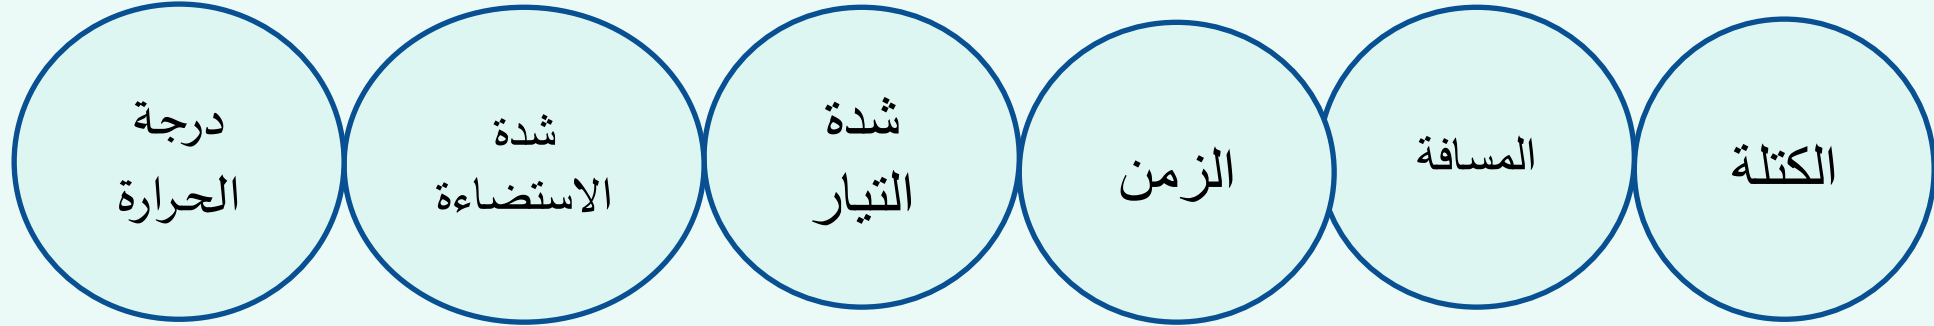 الكتلة
المسافة
الزمن
شدة
التيار
شدة
الاستضاءة
درجة
الحرارة